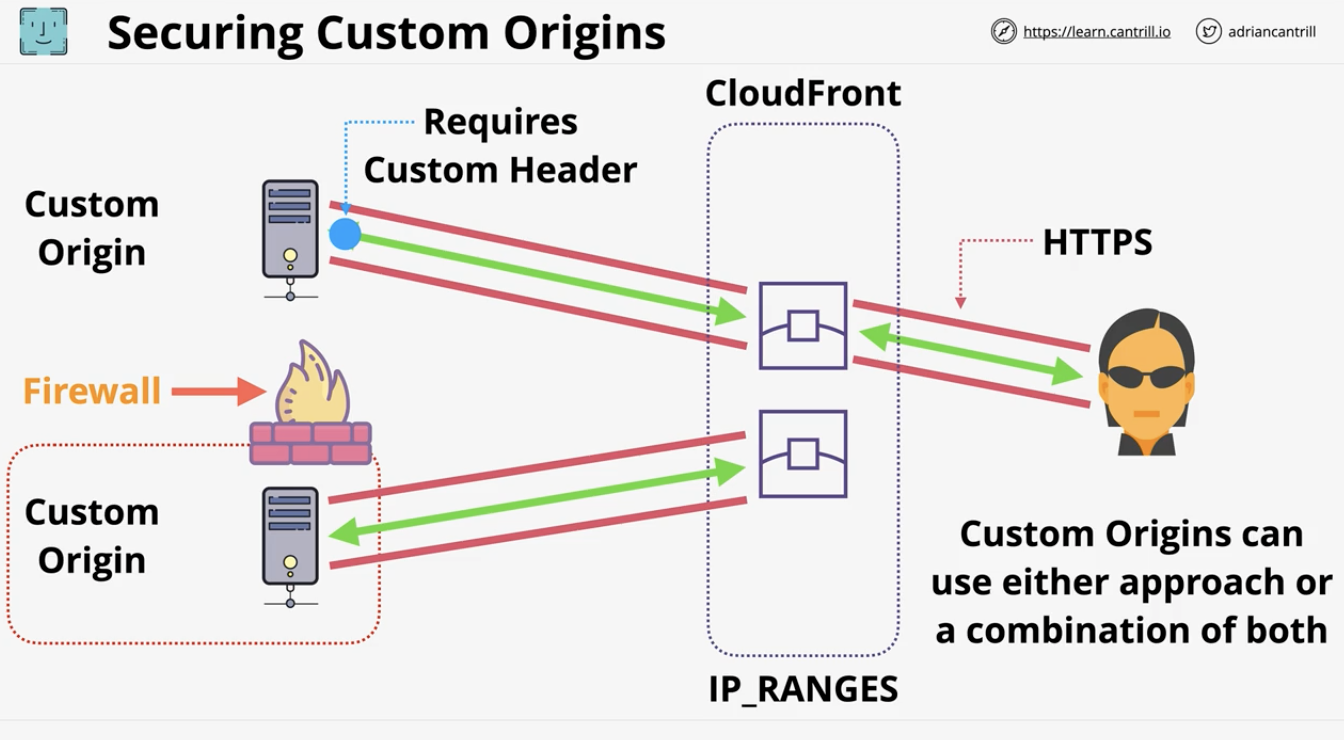 Securing Custom Origins
https://learn.cantrill.io
adriancantrill
CloudFront
Requires
Custom Header
Custom
Origin
HTTPS
Firewall
Custom
Origin
Custom Origins can
use either approach or
a combination of both
IP_RANGES